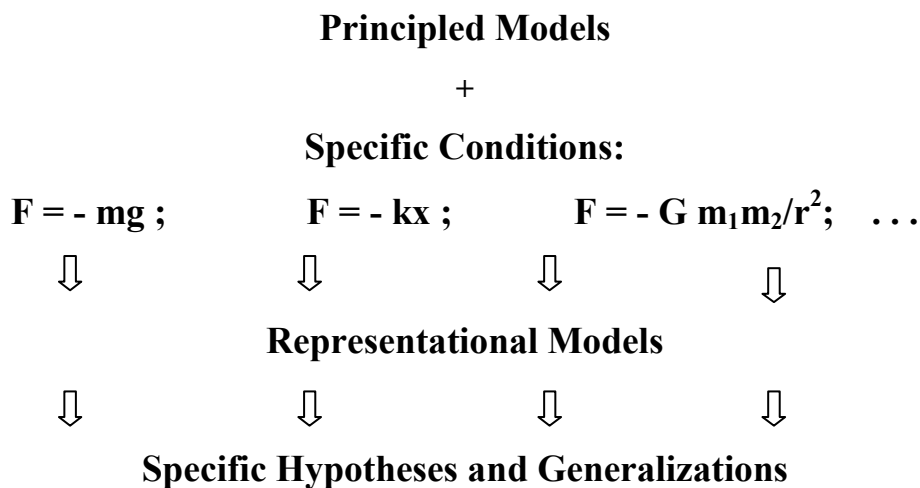 Principled Models
+
Specific Conditions:
F = - mg ; F = - kx ; F = - G m₁m₂/r²; . . .
⇩ ⇩ ⇩ ⇩
Representational Models
⇩ ⇩ ⇩ ⇩
Specific Hypotheses and Generalizations